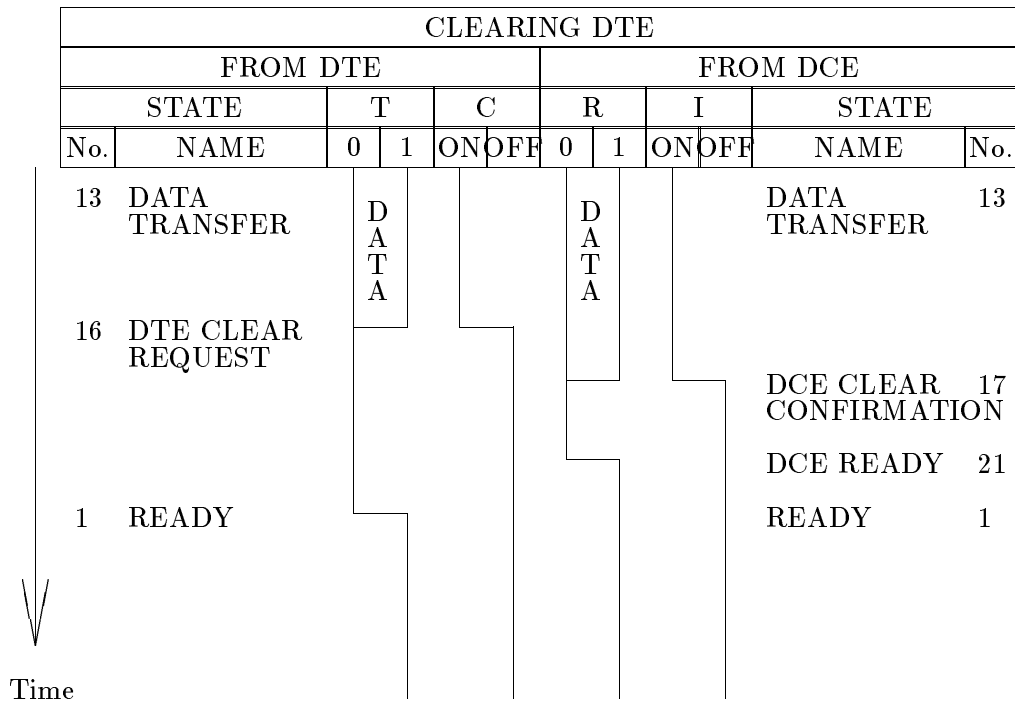 CLEARING DTE
FROM DTE FROM DCE
STATE T C R I STATE
No. NAME 0 1 ON OFF 0 1 ON OFF NAME No.
13 DATA TRANSFER
D
A
T
A
D
A
T
A
DATA 13
TRANSFER
16 DTE CLEAR
REQUEST
DCE CLEAR 17
CONFIRMATION
DCE READY 21
1 READY READY 1
Time